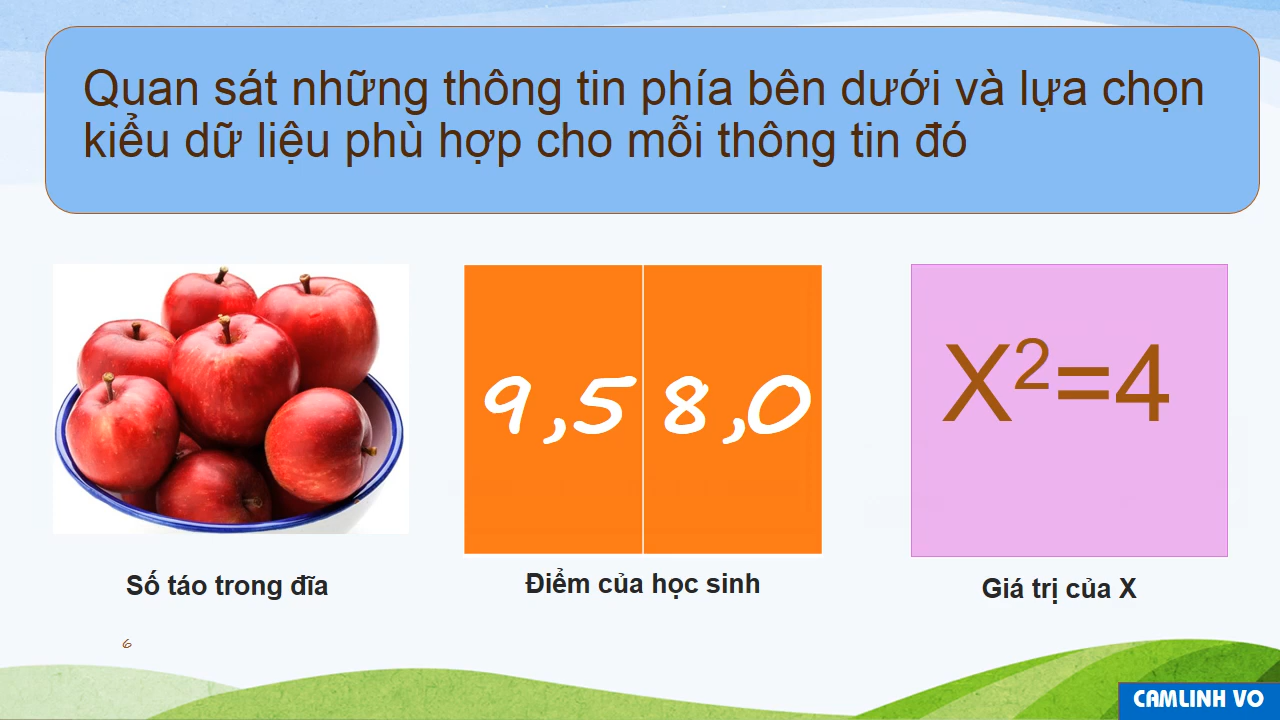 Quan sát những thông tin phía bên dưới và lựa chọn
kiểu dữ liệu phù hợp cho mỗi thông tin đó
9,5 8,0
X²=4
Số táo trong đĩa
Điểm của học sinh
Giá trị của X
6
CAMLINH VO